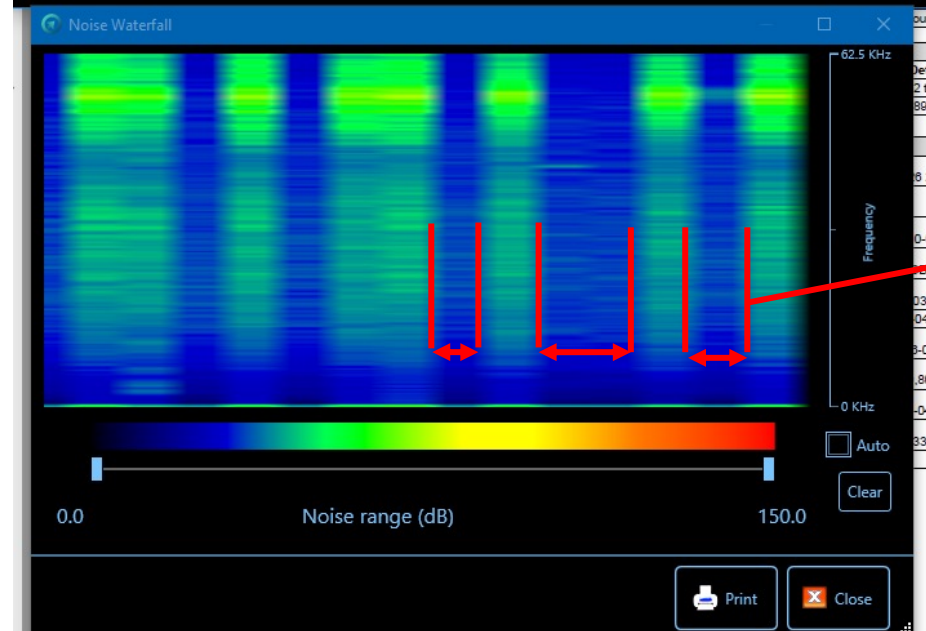 Noise Waterfall
62.5 KHz
Frequency
0 KHz
Auto
Clear
0.0
Noise range (dB)
150.0
Print
Close